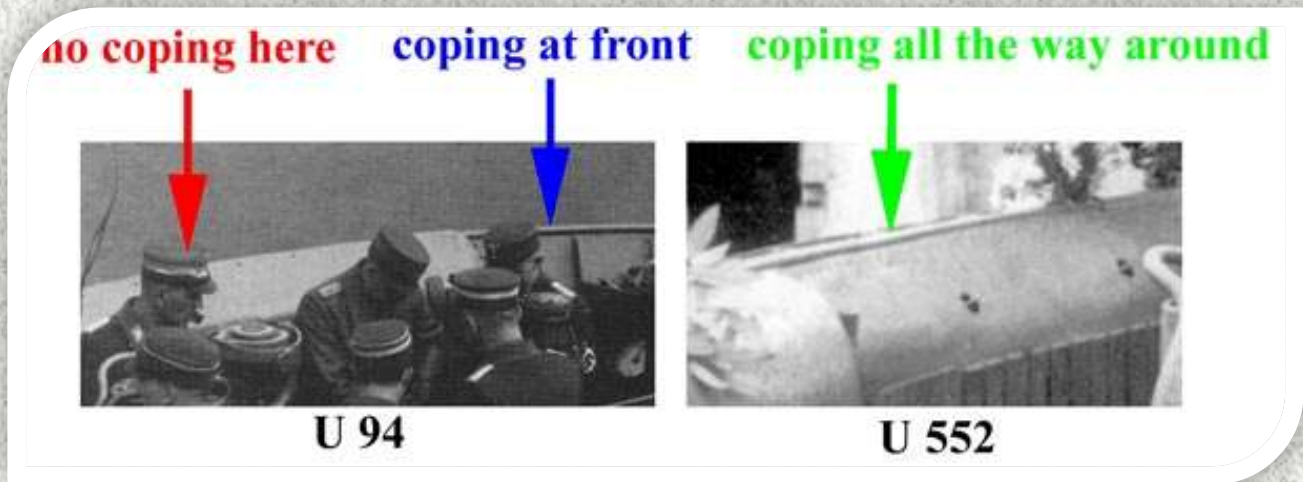 no coping here coping at front coping all the way around
U 94 U 552